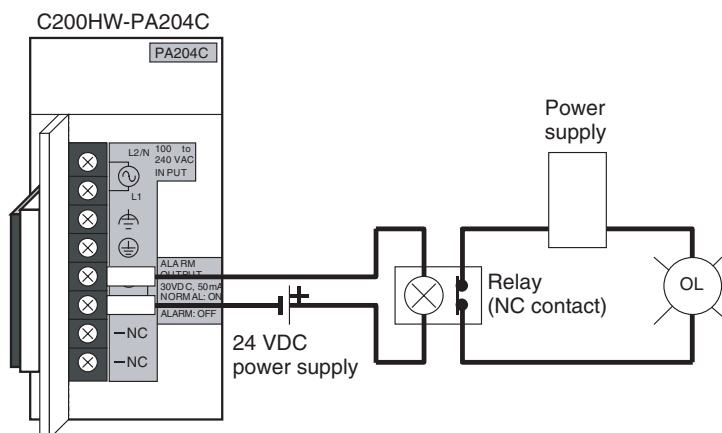 C200HW-PA204C
PA204C
L2/N
100 to
240 VAC
INPUT
L1
ALARM
OUTPUT
30VDC, 50mA
NORMAL: ON
ALARM: OFF
NC
NC
24 VDC
power supply
Relay
(NC contact)
Power
supply
OL